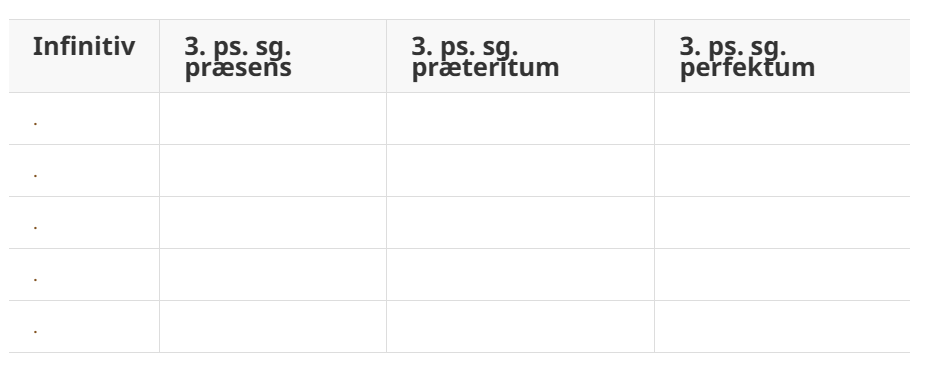 Infinitiv 3. ps. sg. 3. ps. sg. 3. ps. sg.
præsens præteritum perfektum
.
.
.
.
.